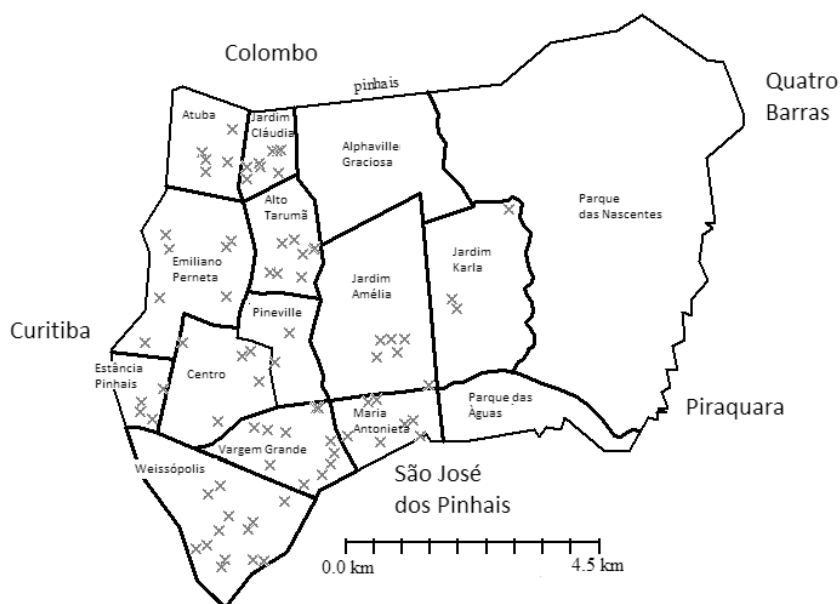 Colombo
pinhais
Quatro
Barras
Atuba
Jardim
Cláudia
Alphaville
Graciosa
Alto
Tarumã
Parque
das Nascentes
Emiliano
Perneta
Jardim
Karla
Jardim
Amélia
Pineville
Curitiba
Estância
Pinhais
Centro
Parque das
Àguas
Piraquara
Maria
Antonieta
Vargem Grande
Weissópolis
São José
dos Pinhais
0.0 km
4.5 km